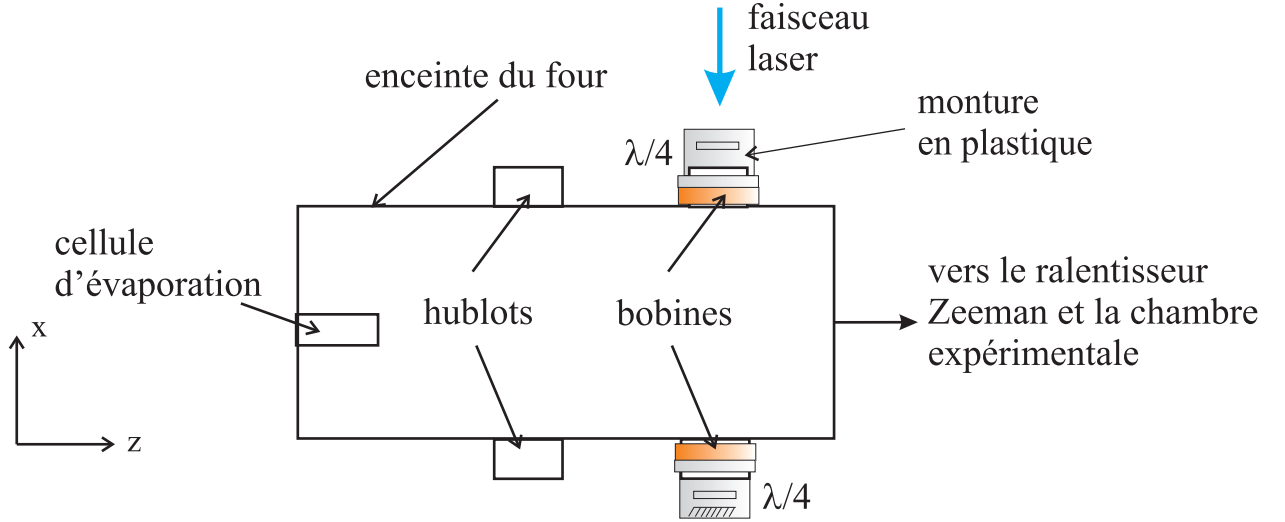 faisceau
laser
enceinte du four
monture
en plastique
λ/4
cellule
d’évaporation
hublots
bobines
vers le ralentisseur
Zeeman et la chambre
expérimentale
x
z
λ/4